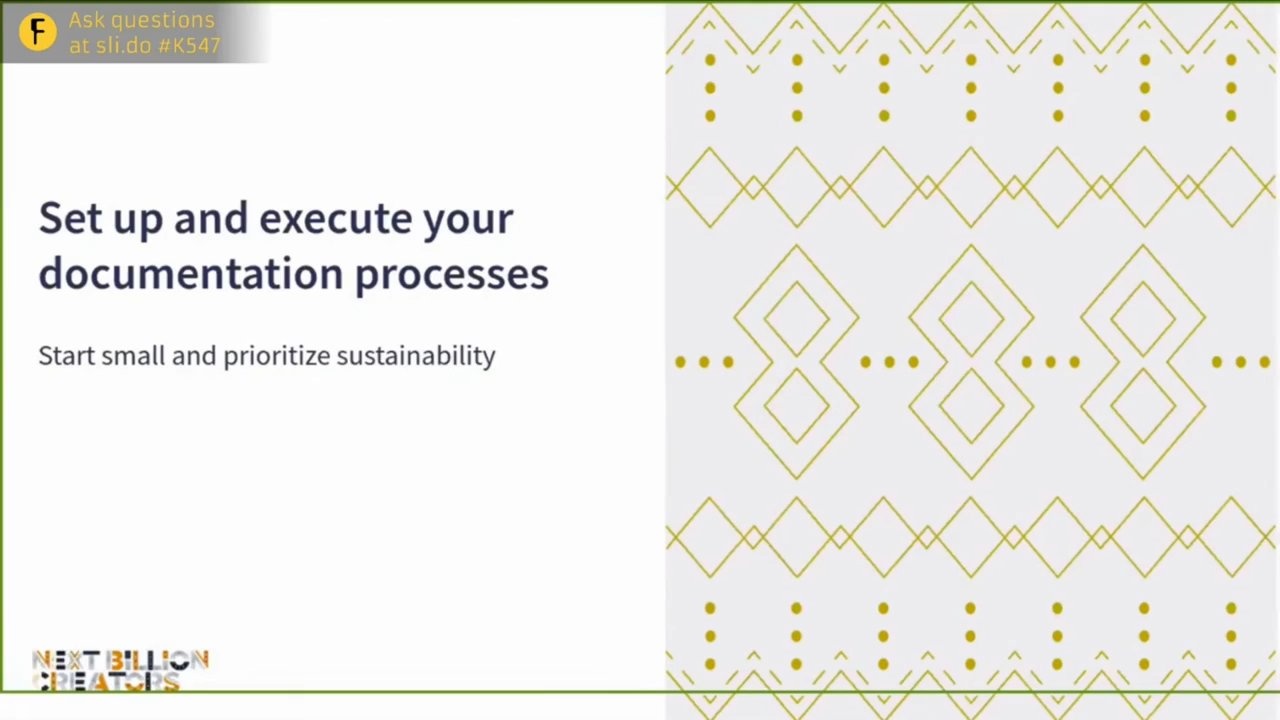 Ask questions
at sli.do #K547
Set up and execute your
documentation processes
Start small and prioritize sustainability
NEXT BILLION
CREATORS